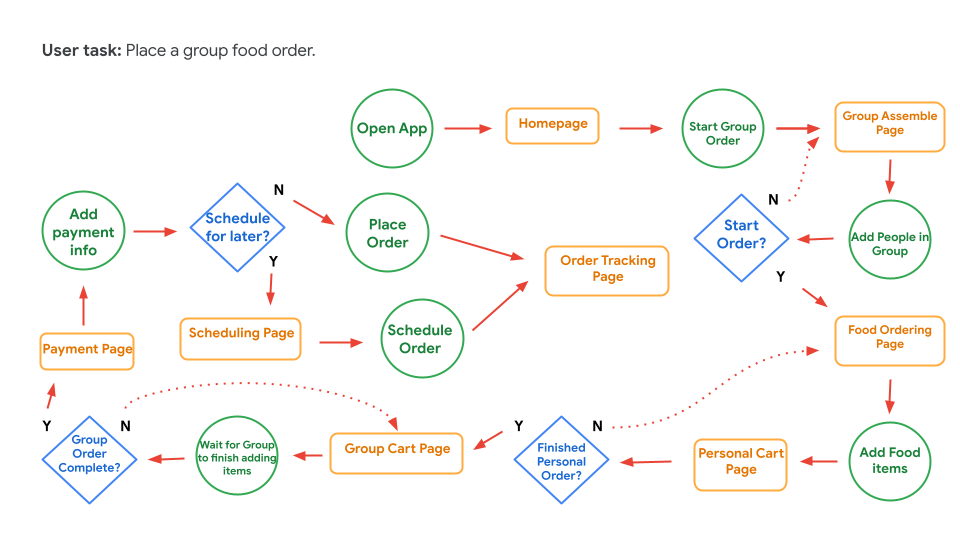 User task: Place a group food order.
Open App
Homepage
Start Group
Order
Group Assemble
Page
Add People in
Group
Start
Order?
N
Y
Food Ordering
Page
Add Food
items
Personal Cart
Page
Finished
Personal
Order?
N
Y
Group Cart Page
Wait for Group
to finish adding
items
Group
Order
Complete?
N
Y
Payment Page
Add
payment
info
Schedule
for later?
N
Y
Place
Order
Scheduling Page
Schedule
Order
Order Tracking
Page